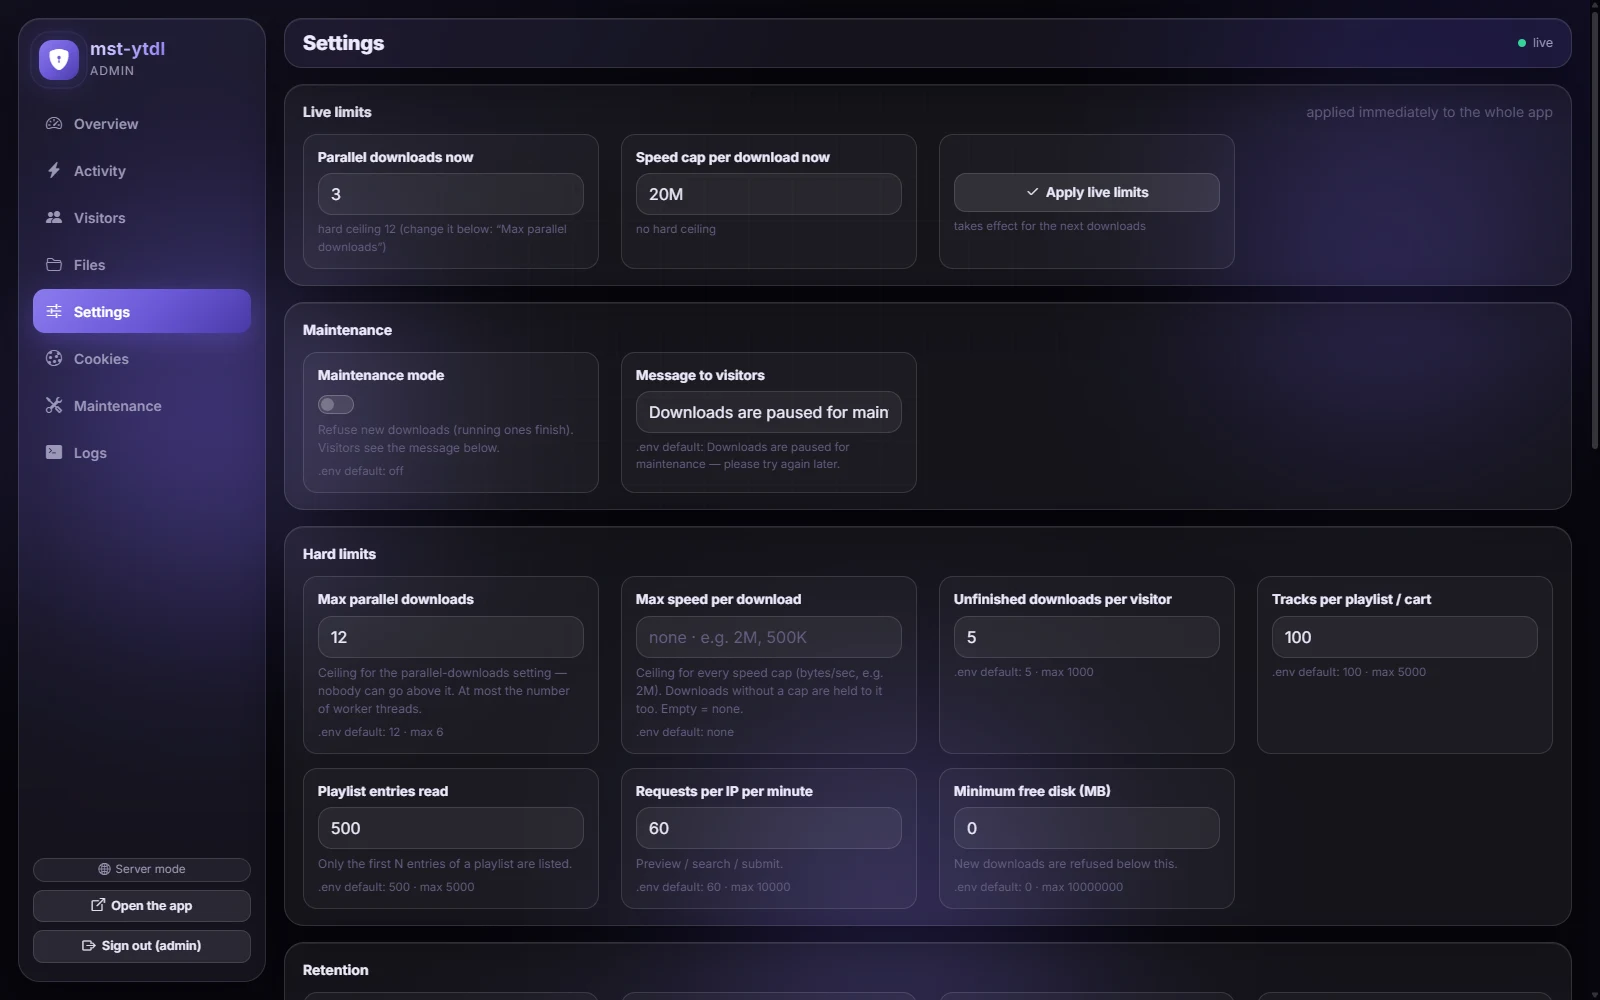 mst-ytdl
ADMIN
Overview
Activity
Visitors
Files
Settings
Cookies
Maintenance
Logs
Server mode
Open the app
Sign out (admin)
Settings
live
Live limits
applied immediately to the whole app
Parallel downloads now
3
hard ceiling 12 (change it below: “Max parallel
downloads”)
Speed cap per download now
20M
no hard ceiling
Apply live limits
takes effect for the next downloads
Maintenance
Maintenance mode
Refuse new downloads (running ones finish).
Visitors see the message below.
.env default: off
Message to visitors
Downloads are paused for main
.env default: Downloads are paused for
maintenance — please try again later.
Hard limits
Max parallel downloads
12
Ceiling for the parallel-downloads setting —
nobody can go above it. At most the number
of worker threads.
.env default: 12 · max 6
Max speed per download
none · e.g. 2M, 500K
Ceiling for every speed cap (bytes/sec, e.g.
2M). Downloads without a cap are held to it
too. Empty = none.
.env default: none
Unfinished downloads per visitor
5
.env default: 5 · max 1000
Tracks per playlist / cart
100
.env default: 100 · max 5000
Playlist entries read
500
Only the first N entries of a playlist are listed.
.env default: 500 · max 5000
Requests per IP per minute
60
Preview / search / submit.
.env default: 60 · max 10000
Minimum free disk (MB)
0
New downloads are refused below this.
.env default: 0 · max 10000000
Retention